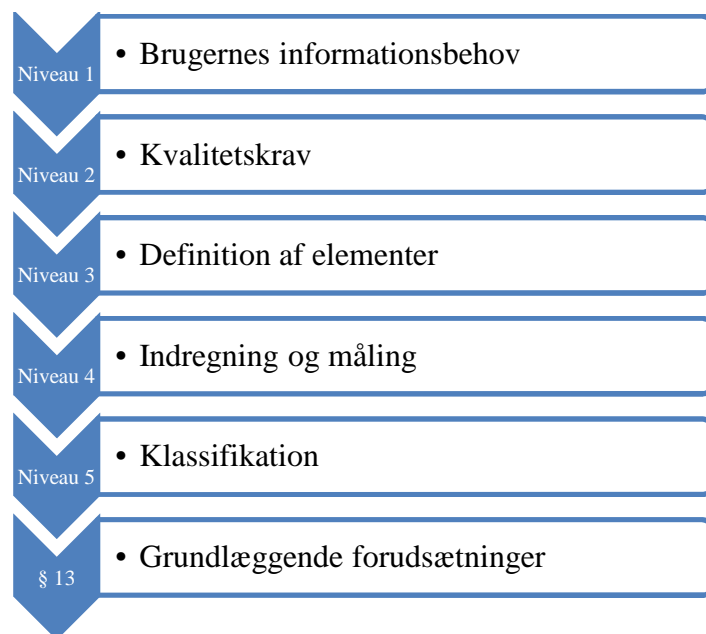 Niveau 1
• Brugernes informationsbehov
Niveau 2
• Kvalitetskrav
Niveau 3
• Definition af elementer
Niveau 4
• Indregning og måling
Niveau 5
• Klassifikation
§ 13
• Grundlæggende forudsætninger